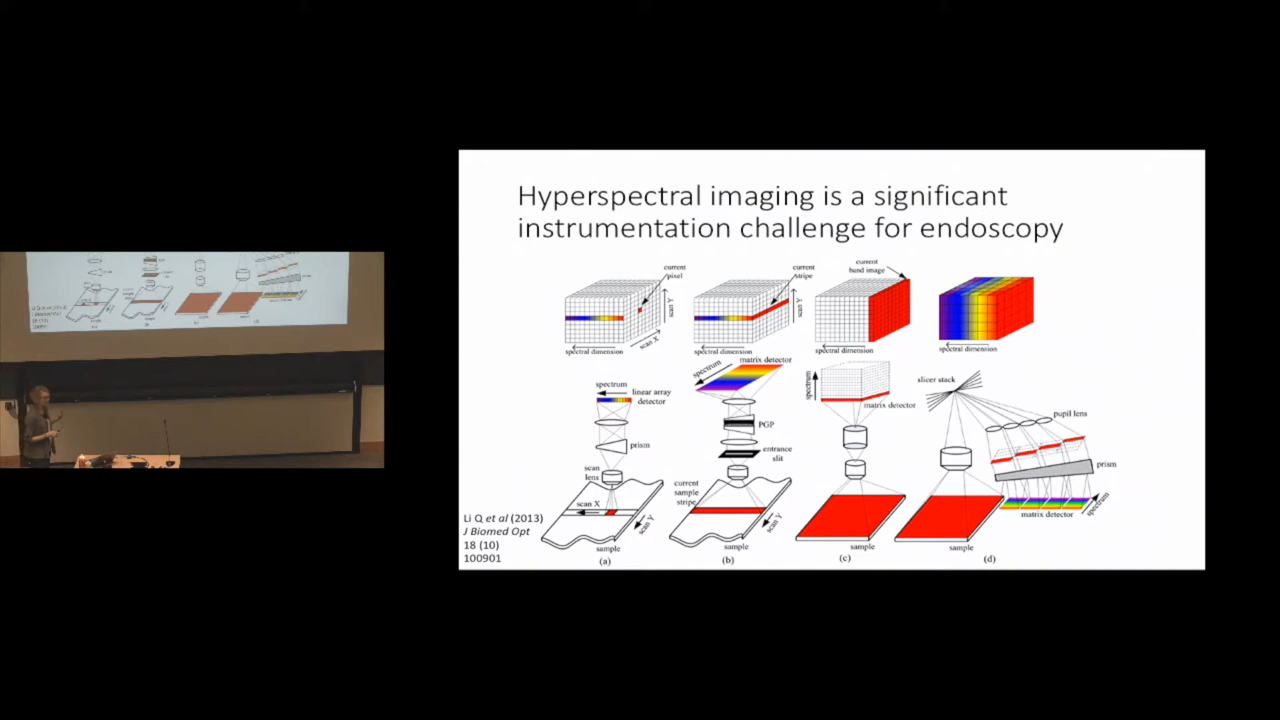 Hyperspectral imaging is a significant
instrumentation challenge for endoscopy
current
pixel
scan Y
scan X
spectral dimension
current
stripe
scan Y
spectral dimension
current
band image
spectral dimension
spectral dimension
spectrum
linear array
detector
prism
scan
lens
scan X
scan Y
sample
(a)
spectrum
matrix detector
PGP
entrance
slit
current
sample
stripe
scan Y
sample
(b)
spectrum
matrix detector
sample
(c)
slicer stack
pupil lens
prism
matrix detector
spectrum
sample
(d)
Li Q et al (2013)
J Biomed Opt
18 (10)
100901